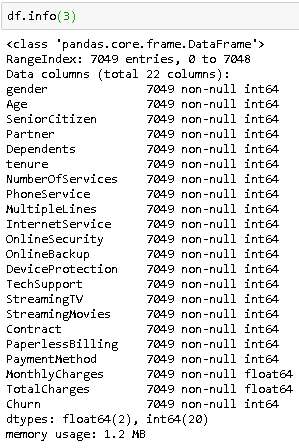 df.info(3)
<class 'pandas.core.frame.DataFrame'>
RangeIndex: 7049 entries, 0 to 7048
Data columns (total 22 columns):
gender 7049 non-null int64
Age 7049 non-null int64
SeniorCitizen 7049 non-null int64
Partner 7049 non-null int64
Dependents 7049 non-null int64
tenure 7049 non-null int64
NumberOfServices 7049 non-null int64
PhoneService 7049 non-null int64
MultipleLines 7049 non-null int64
InternetService 7049 non-null int64
OnlineSecurity 7049 non-null int64
OnlineBackup 7049 non-null int64
DeviceProtection 7049 non-null int64
TechSupport 7049 non-null int64
StreamingTV 7049 non-null int64
StreamingMovies 7049 non-null int64
Contract 7049 non-null int64
PaperlessBilling 7049 non-null int64
PaymentMethod 7049 non-null int64
MonthlyCharges 7049 non-null float64
TotalCharges 7049 non-null float64
Churn 7049 non-null int64
dtypes: float64(2), int64(20)
memory usage: 1.2 MB